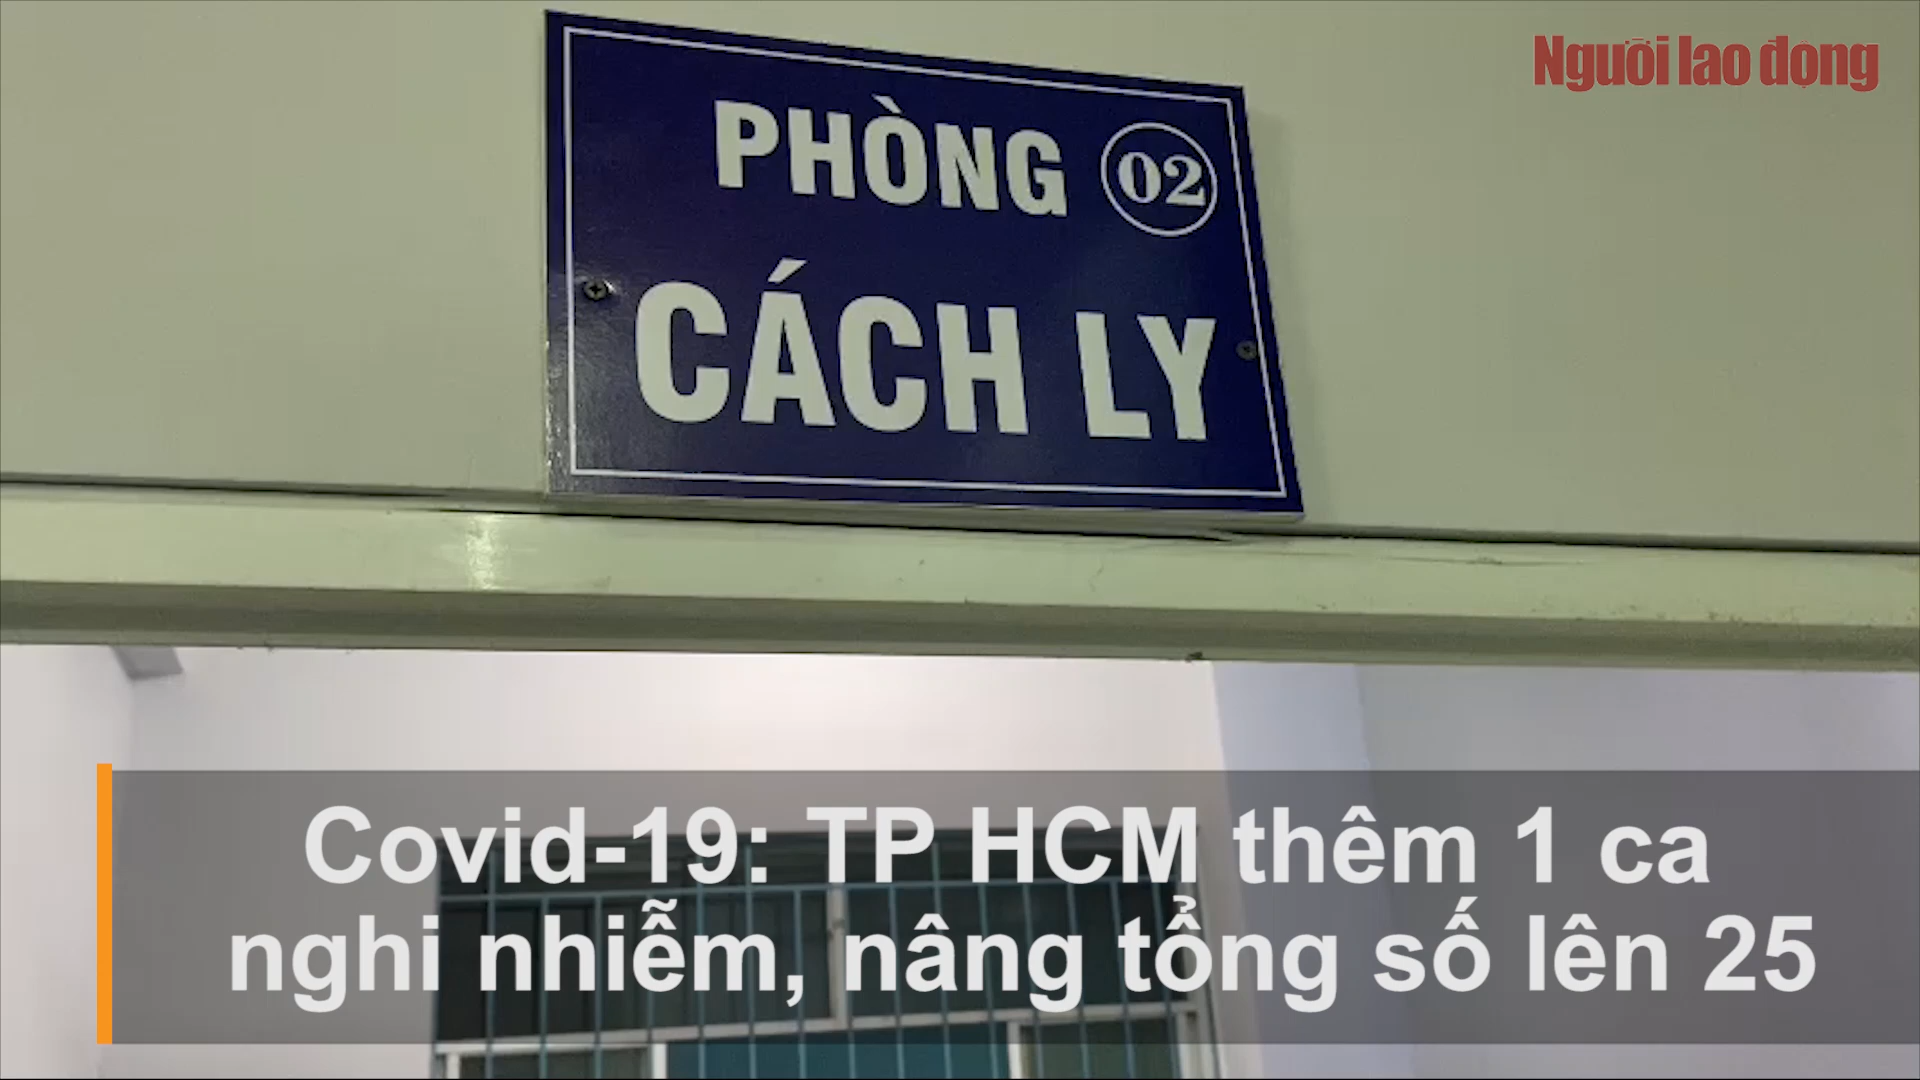 Người lao động
PHÒNG 02
CÁCH LY
Covid-19: TP HCM thêm 1 ca
nghi nhiễm, nâng tổng số lên 25